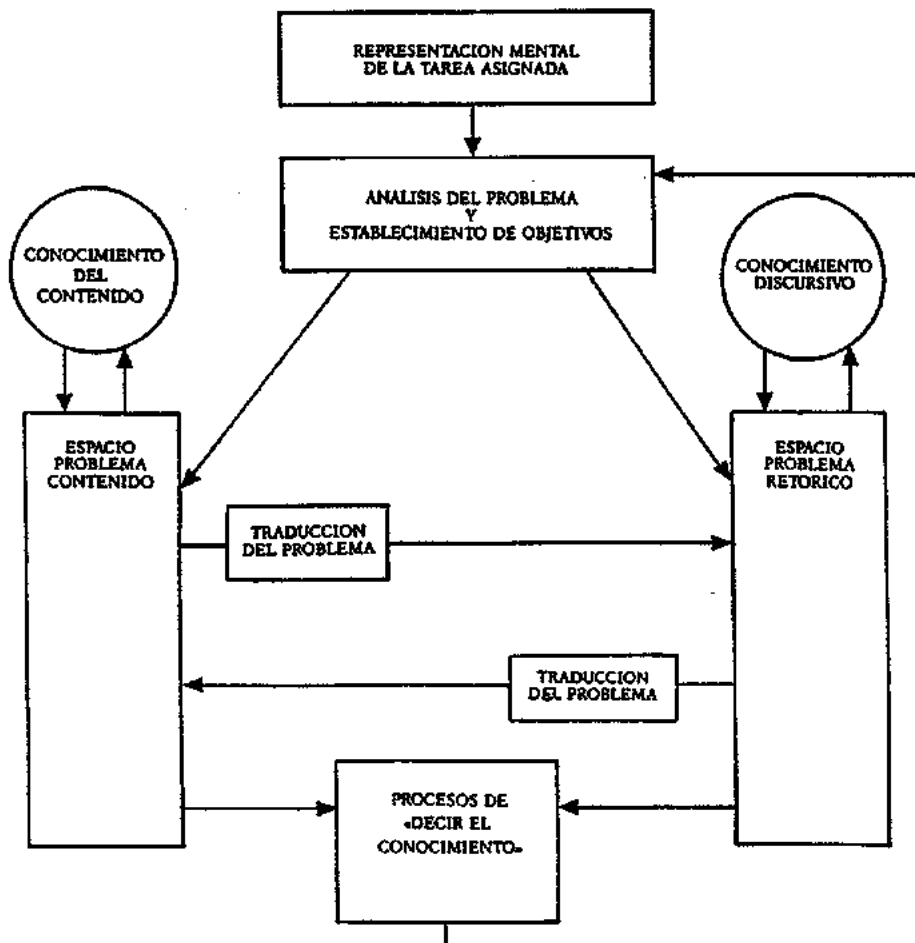 REPRESENTACION MENTAL
DE LA TAREA ASIGNADA
ANALISIS DEL PROBLEMA
Y
ESTABLECIMIENTO DE OBJETIVOS
CONOCIMIENTO
DEL
CONTENIDO
CONOCIMIENTO
DISCURSIVO
ESPACIO
PROBLEMA
CONTENIDO
ESPACIO
PROBLEMA
RETORICO
TRADUCCION
DEL PROBLEMA
TRADUCCION
DEL PROBLEMA
PROCESOS DE
«DECIR EL
CONOCIMIENTO»